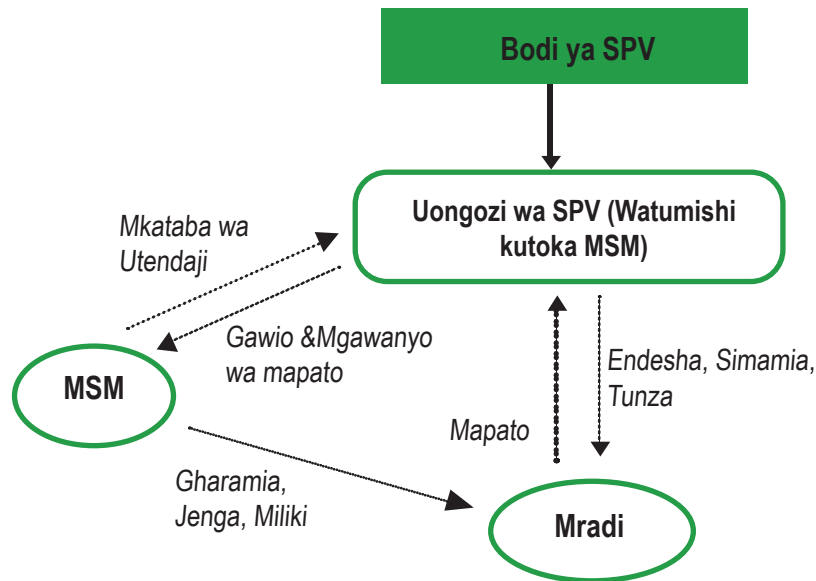 Bodi ya SPV
Uongozi wa SPV (Watumishi
kutoka MSM)
Mkataba wa
Utendaji
Gawio &Mgawanyo
wa mapato
MSM
Endesha, Simamia,
Tunza
Mapato
Gharamia,
Jenga, Miliki
Mradi